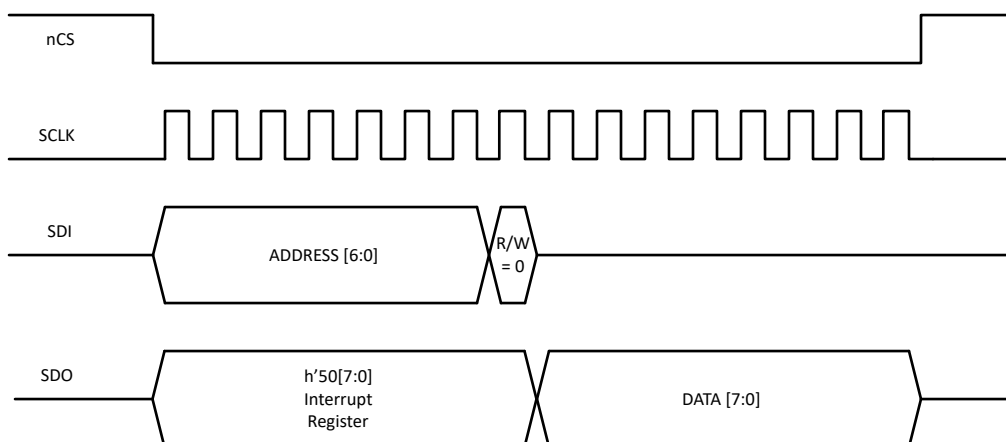 nCS
SCLK
SDI
ADDRESS [6:0]
R/W
= 0
SDO
h’50[7:0]
Interrupt
Register
DATA [7:0]